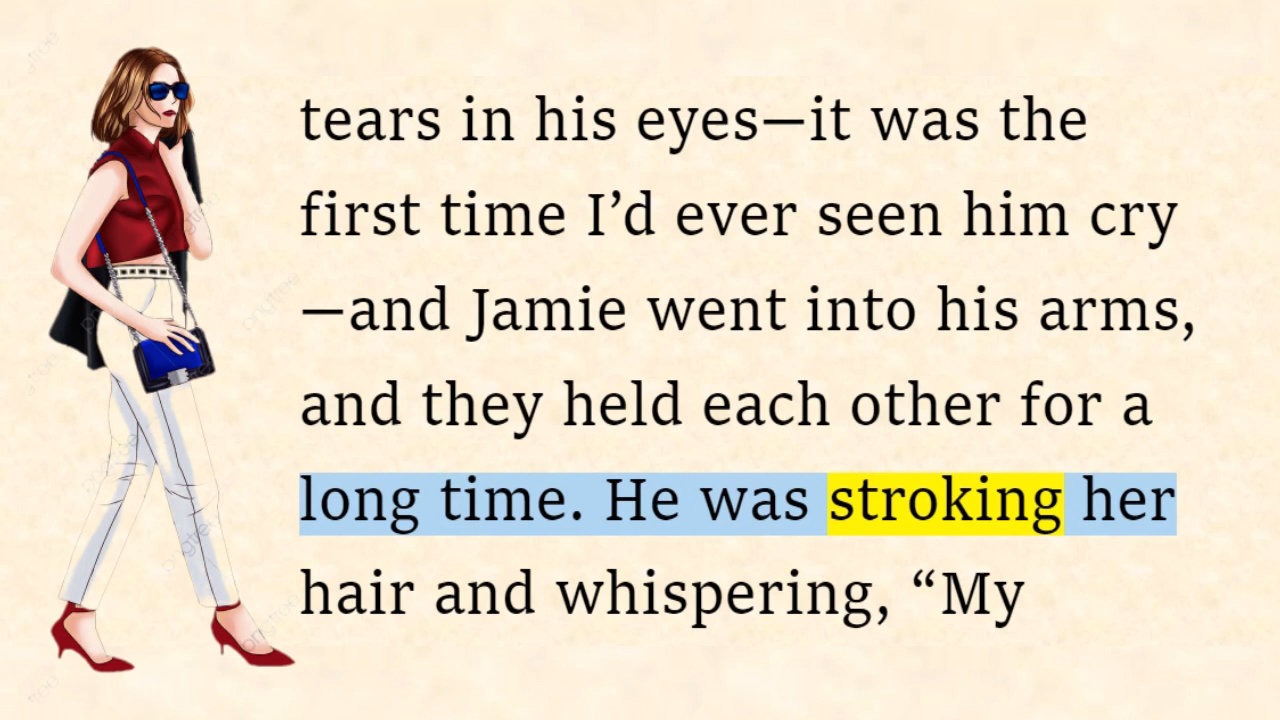 tears in his eyes—it was the
first time I’d ever seen him cry
—and Jamie went into his arms,
and they held each other for a
long time. He was stroking her
hair and whispering, “My